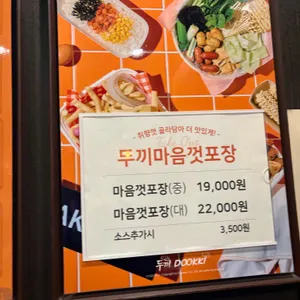 - 취향껏 골라담아 더 맛있게! -
두끼마음껏포장
마음껏포장(중) 19,000원
마음껏포장(대) 22,000원
소스추가시 3,500원
두끼 DOOKKI